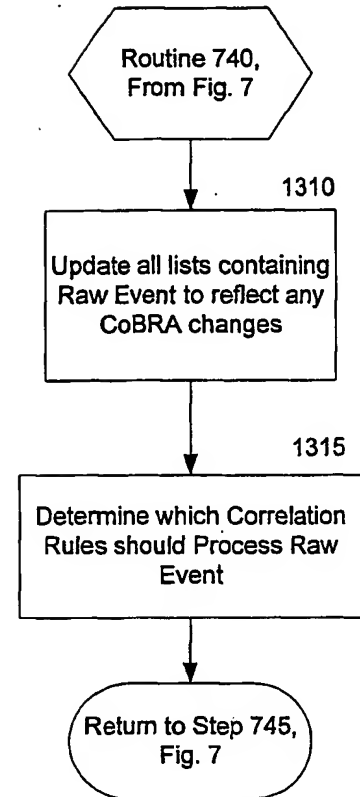 Routine 740,
From Fig. 7
1310
Update all lists containing
Raw Event to reflect any
CoBRA changes
1315
Determine which Correlation
Rules should Process Raw
Event
Return to Step 745,
Fig. 7